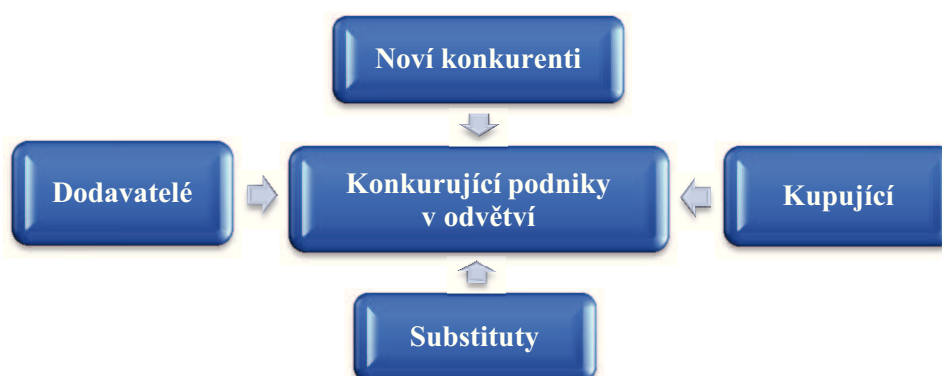 Noví konkurenti
Dodavatelé
Konkurující podniky
v odvětví
Kupující
Substituty